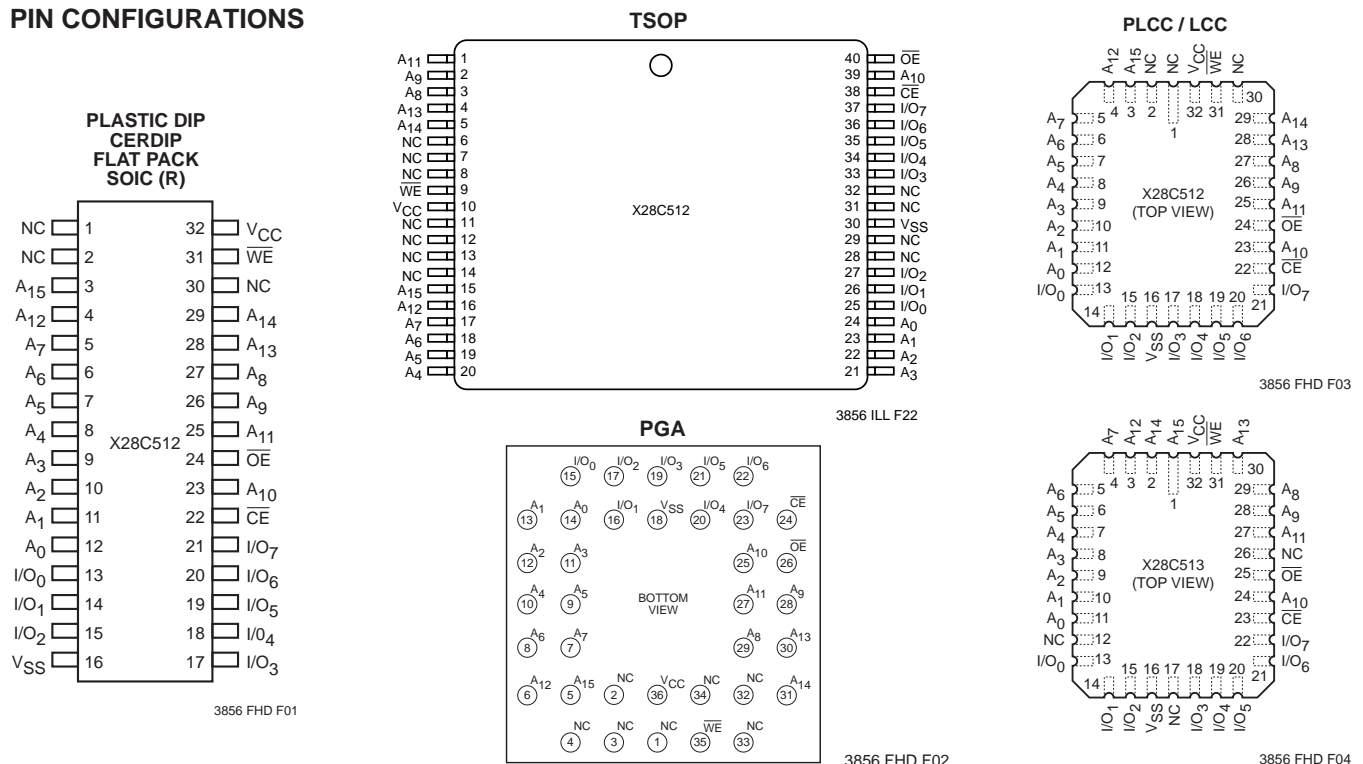 PIN CONFIGURATIONS
PLASTIC DIP
CERDIP
FLAT PACK
SOIC (R)
NC 1 32 VCC
NC 2 31 WE
A15 3 30 NC
A12 4 29 A14
A7 5 28 A13
A6 6 27 A8
A5 7 26 A9
A4 8 25 A11
X28C512
A3 9 24 OE
A2 10 23 A10
A1 11 22 CE
A0 12 21 I/O7
I/O0 13 20 I/O6
I/O1 14 19 I/O5
I/O2 15 18 I/04
VSS 16 17 I/O3
3856 FHD F01
TSOP
A11 1 40 OE
A9 2 39 A10
A8 3 38 CE
A13 4 37 I/O7
A14 5 36 I/O6
NC 6 35 I/O5
NC 7 34 I/O4
NC 8 33 I/O3
WE 9 32 NC
VCC 10 31 NC
X28C512
NC 11 30 VSS
NC 12 29 NC
NC 13 28 NC
NC 14 27 I/O2
A15 15 26 I/O1
A12 16 25 I/O0
A7 17 24 A0
A6 18 23 A1
A5 19 22 A2
A4 20 21 A3
3856 ILL F22
PGA
I/O0 I/O2 I/O3 I/O5 I/O6
15 17 19 21 22
A1 A0 I/O1 VSS I/O4 I/O7 CE
13 14 16 18 20 23 24
A2 A3 A10 OE
12 11 25 26
A4 A5 A11 A9
10 9 27 28
BOTTOM
VIEW
A6 A7 A8 A13
8 7 29 30
A12 A15 NC VCC NC NC A14
6 5 2 36 34 32 31
NC NC NC WE NC
4 3 1 35 33
3856 FHD F02
PLCC / LCC
A12 A15 NC NC VCC WE NC
4 3 2 1 32 31 30
A7 5 29 A14
A6 6 28 A13
A5 7 27 A8
A4 8 26 A9
A3 9 25 A11
X28C512
(TOP VIEW)
A2 10 24 OE
A1 11 23 A10
A0 12 22 CE
I/O0 13 21 I/O7
14 15 16 17 18 19 20
I/O1 I/O2 VSS I/O3 I/O4 I/O5 I/O6
3856 FHD F03
A7 A12 A14 A15 VCC WE A13
4 3 2 1 32 31 30
A6 5 29 A8
A5 6 28 A9
A4 7 27 A11
A3 8 26 NC
A2 9 25 OE
X28C513
(TOP VIEW)
A1 10 24 A10
A0 11 23 CE
NC 12 22 I/O7
I/O0 13 21 I/O6
14 15 16 17 18 19 20
I/O1 I/O2 VSS NC I/O3 I/O4 I/O5
3856 FHD F04